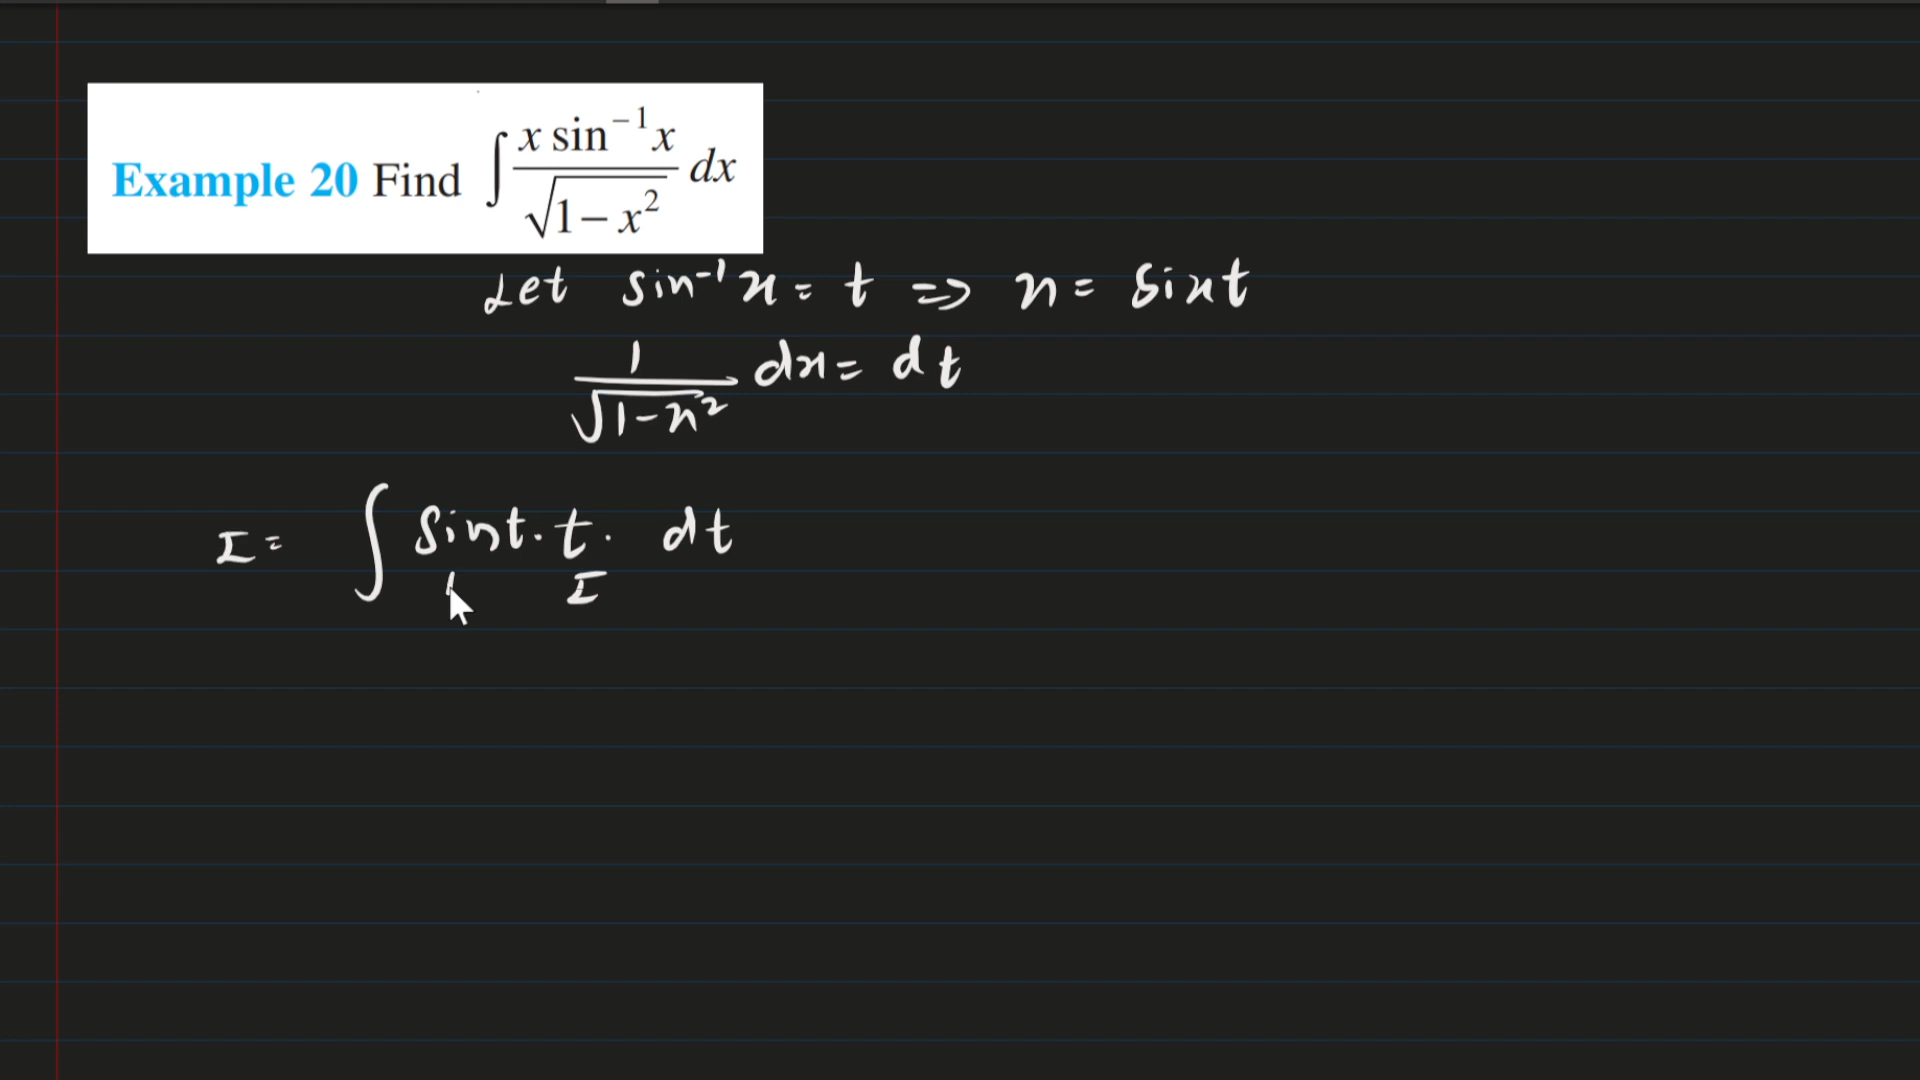 Example 20 Find ∫ x sin⁻¹x / √(1 − x²) dx
Let sin⁻¹x = t => x = sint
1/√(1-x²) dx = dt
I = ∫ sint. t. dt
I